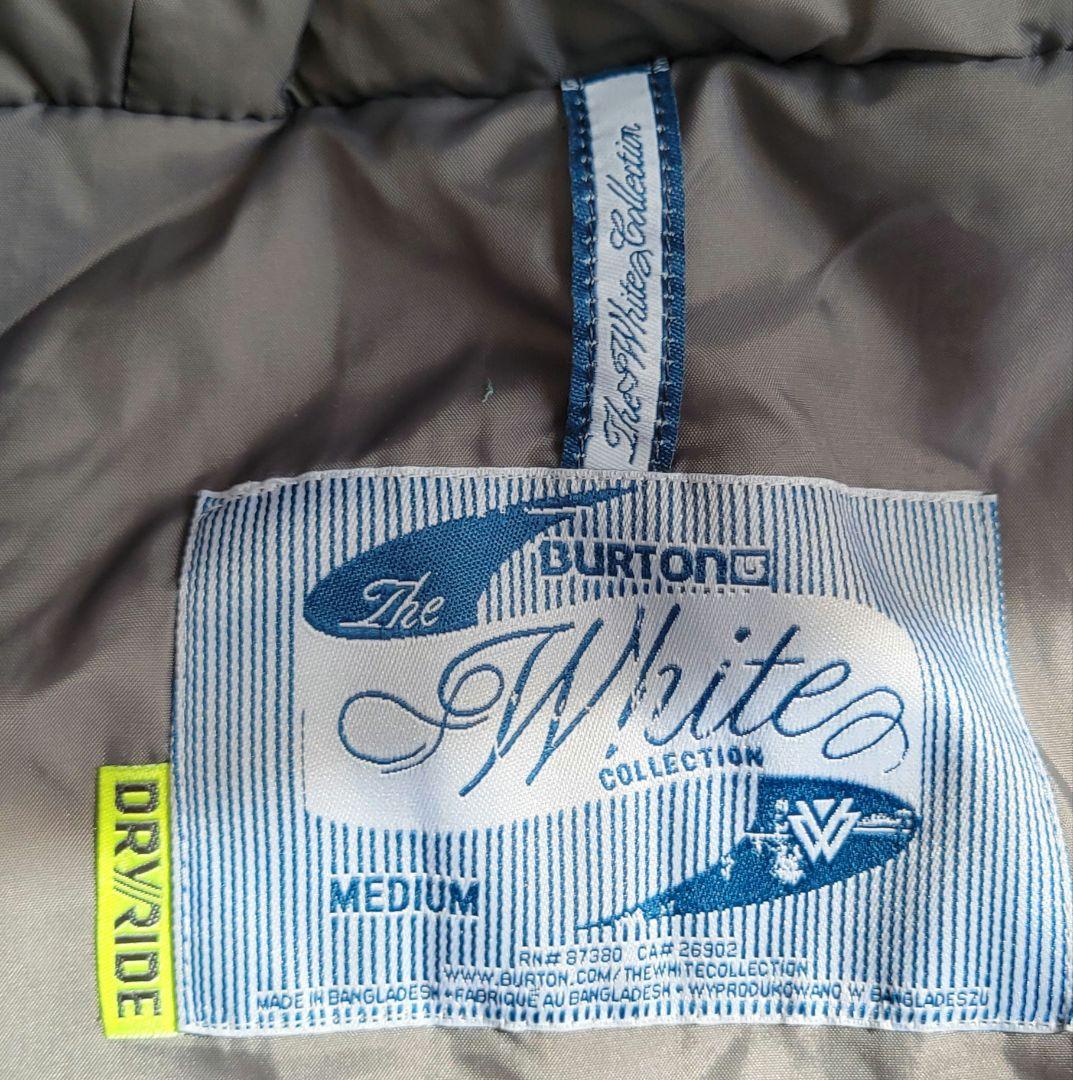 The White Collection
BURTON
The
White
COLLECTION
MEDIUM
DRY//RIDE
RN# 87380 CA# 26902
WWW.BURTON.COM/THEWHITECOLLECTION
MADE IN BANGLADESH • FABRIQUÉ AU BANGLADESH • WYPRODUKOWANO W BANGLADESZU